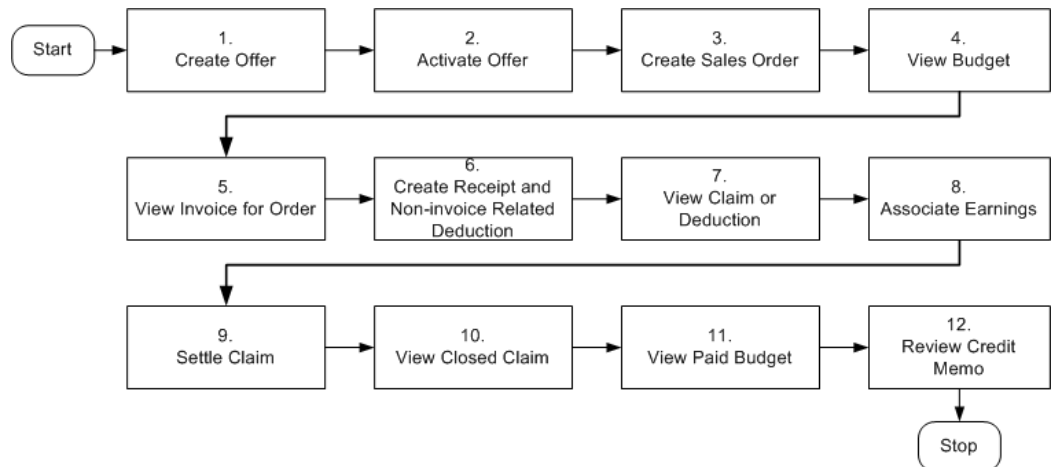 Start
1.
Create Offer
2.
Activate Offer
3.
Create Sales Order
4.
View Budget
5.
View Invoice for Order
6.
Create Receipt and
Non-invoice Related
Deduction
7.
View Claim or
Deduction
8.
Associate Earnings
9.
Settle Claim
10.
View Closed Claim
11.
View Paid Budget
12.
Review Credit
Memo
Stop